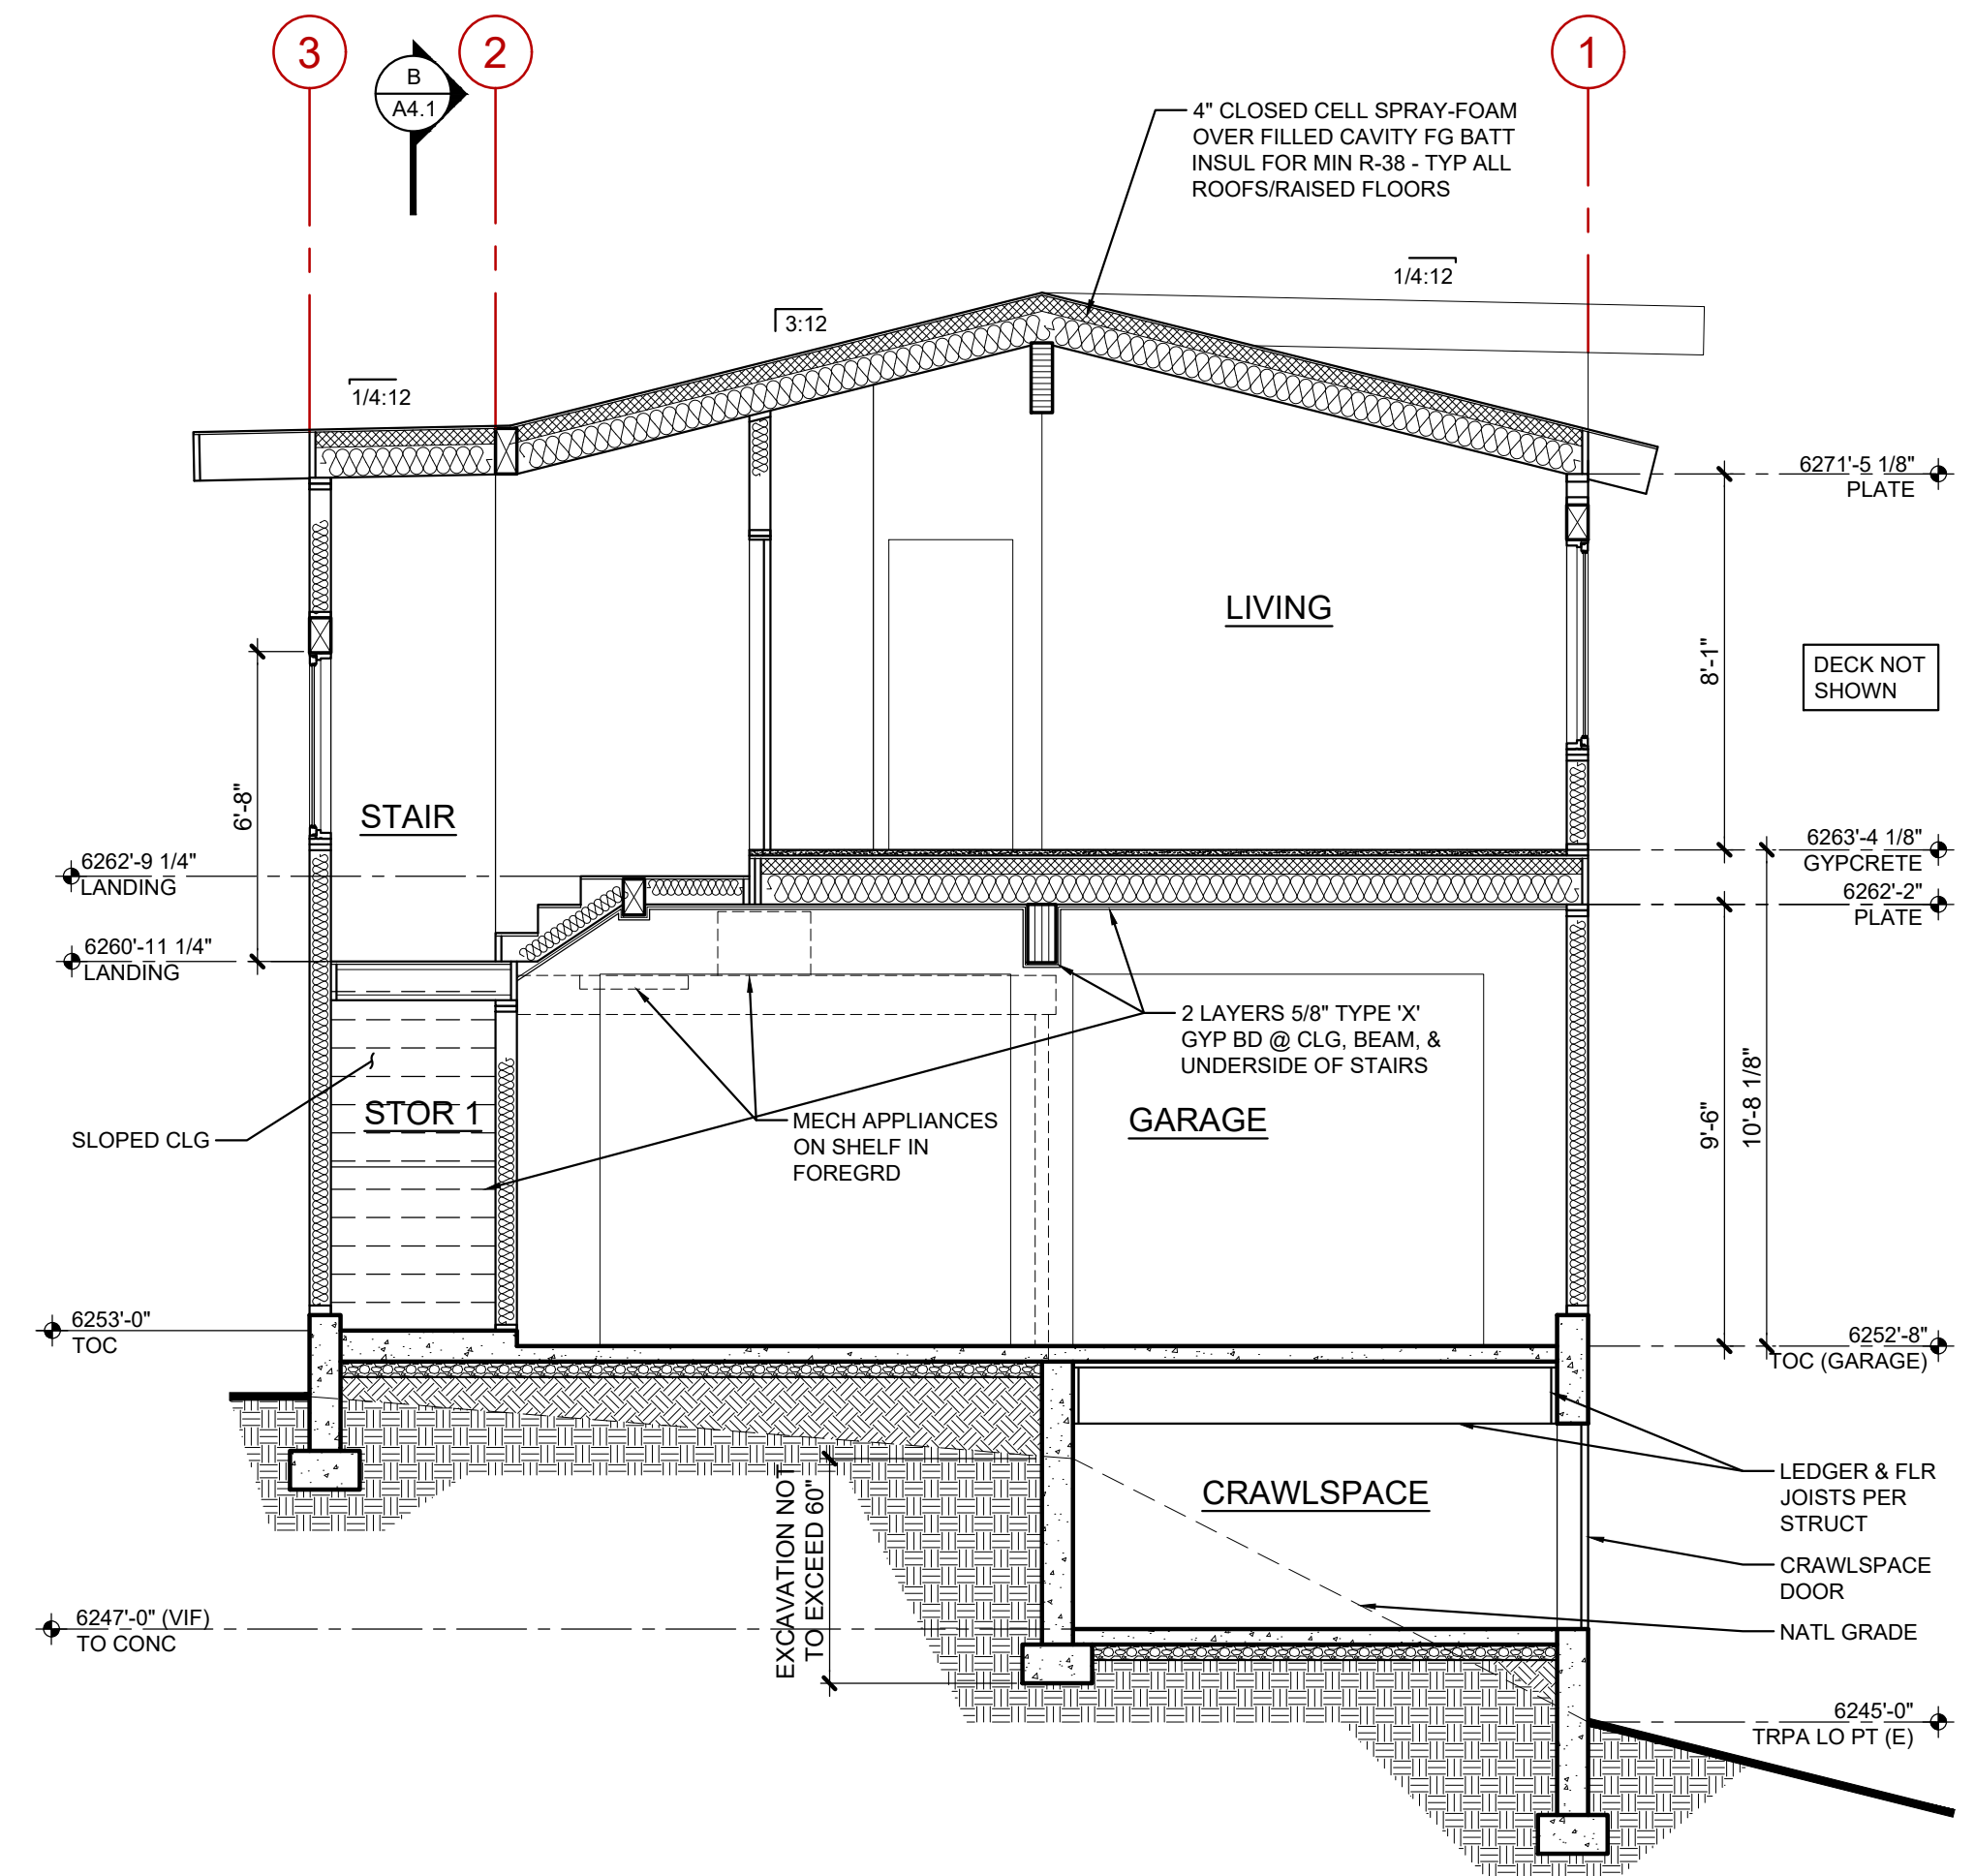 3
B
A4.1
2
1
4" CLOSED CELL SPRAY-FOAM
OVER FILLED CAVITY FG BATT
INSUL FOR MIN R-38 - TYP ALL
ROOFS/RAISED FLOORS
1/4:12
3:12
1/4:12
6271'-5 1/8"
PLATE
LIVING
8'-1"
DECK NOT
SHOWN
6'-8"
STAIR
6262'-9 1/4"
LANDING
6263'-4 1/8"
GYPCRETE
6262'-2"
PLATE
6260'-11 1/4"
LANDING
2 LAYERS 5/8" TYPE 'X'
GYP BD @ CLG, BEAM, &
UNDERSIDE OF STAIRS
STOR 1
SLOPED CLG
MECH APPLIANCES
ON SHELF IN
FOREGRD
GARAGE
9'-6"
10'-8 1/8"
6253'-0"
TOC
6252'-8"
TOC (GARAGE)
EXCAVATION NOT
TO EXCEED 60"
CRAWLSPACE
LEDGER & FLR
JOISTS PER
STRUCT
CRAWLSPACE
DOOR
NATL GRADE
6247'-0" (VIF)
TO CONC
6245'-0"
TRPA LO PT (E)